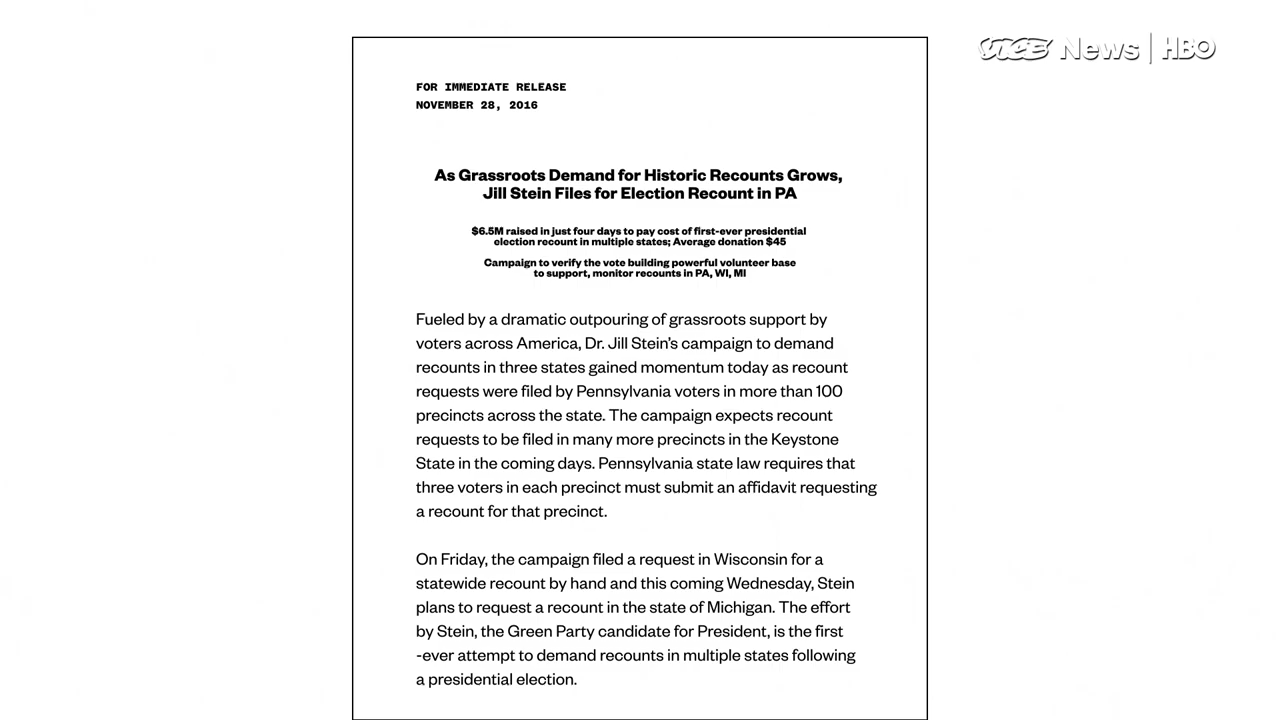 VICE News | HBO
FOR IMMEDIATE RELEASE
NOVEMBER 28, 2016
As Grassroots Demand for Historic Recounts Grows,
Jill Stein Files for Election Recount in PA
$6.5M raised in just four days to pay cost of first-ever presidential
election recount in multiple states; Average donation $45
Campaign to verify the vote building powerful volunteer base
to support, monitor recounts in PA, WI, MI
Fueled by a dramatic outpouring of grassroots support by
voters across America, Dr. Jill Stein's campaign to demand
recounts in three states gained momentum today as recount
requests were filed by Pennsylvania voters in more than 100
precincts across the state. The campaign expects recount
requests to be filed in many more precincts in the Keystone
State in the coming days. Pennsylvania state law requires that
three voters in each precinct must submit an affidavit requesting
a recount for that precinct.
On Friday, the campaign filed a request in Wisconsin for a
statewide recount by hand and this coming Wednesday, Stein
plans to request a recount in the state of Michigan. The effort
by Stein, the Green Party candidate for President, is the first
-ever attempt to demand recounts in multiple states following
a presidential election.